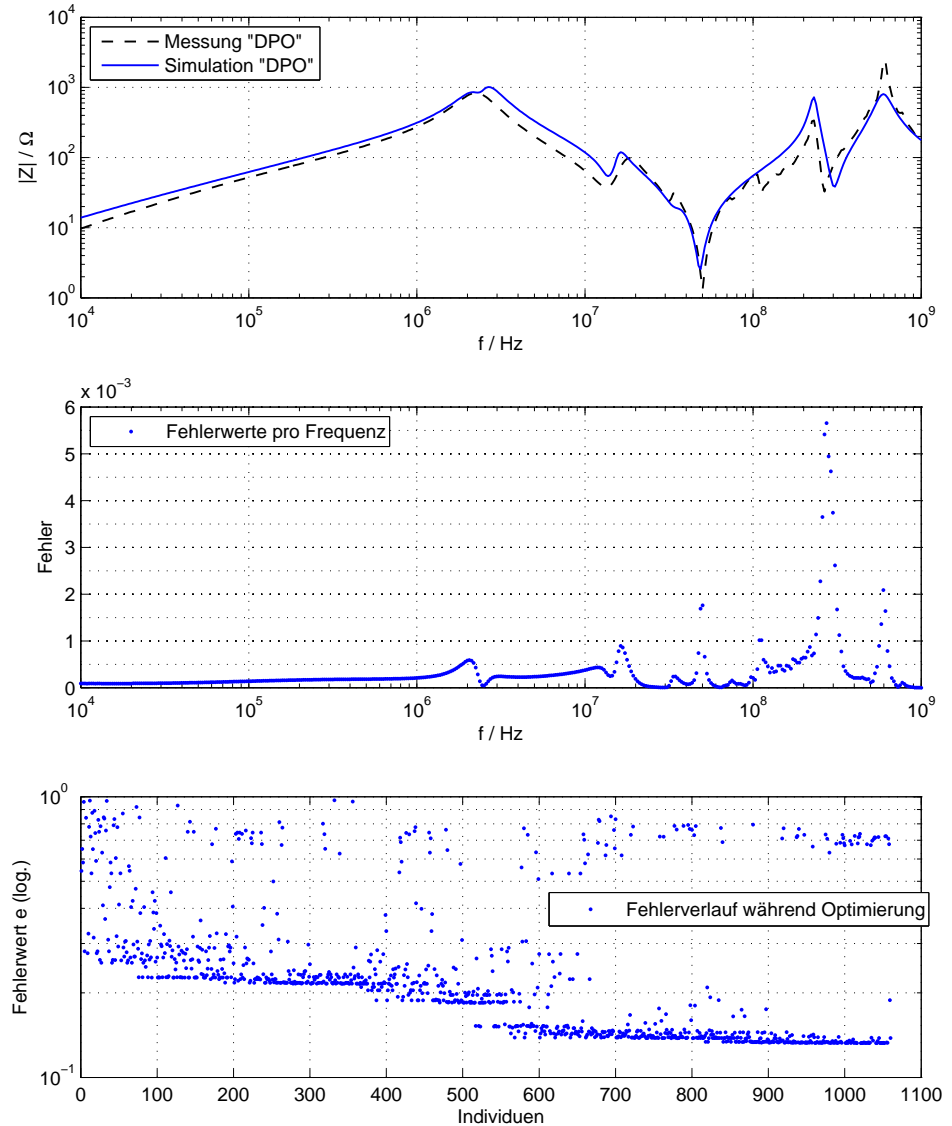 10^4
10^3
10^2
10^1
10^0
|Z| / Ω
Messung "DPO"
Simulation "DPO"
10^4 10^5 10^6 10^7 10^8 10^9
f / Hz
x 10^−3
6
5
4
3
2
1
0
Fehler
Fehlerwerte pro Frequenz
10^4 10^5 10^6 10^7 10^8 10^9
f / Hz
10^0
10^−1
Fehlerwert e (log.)
Fehlerverlauf während Optimierung
0 100 200 300 400 500 600 700 800 900 1000 1100
Individuen